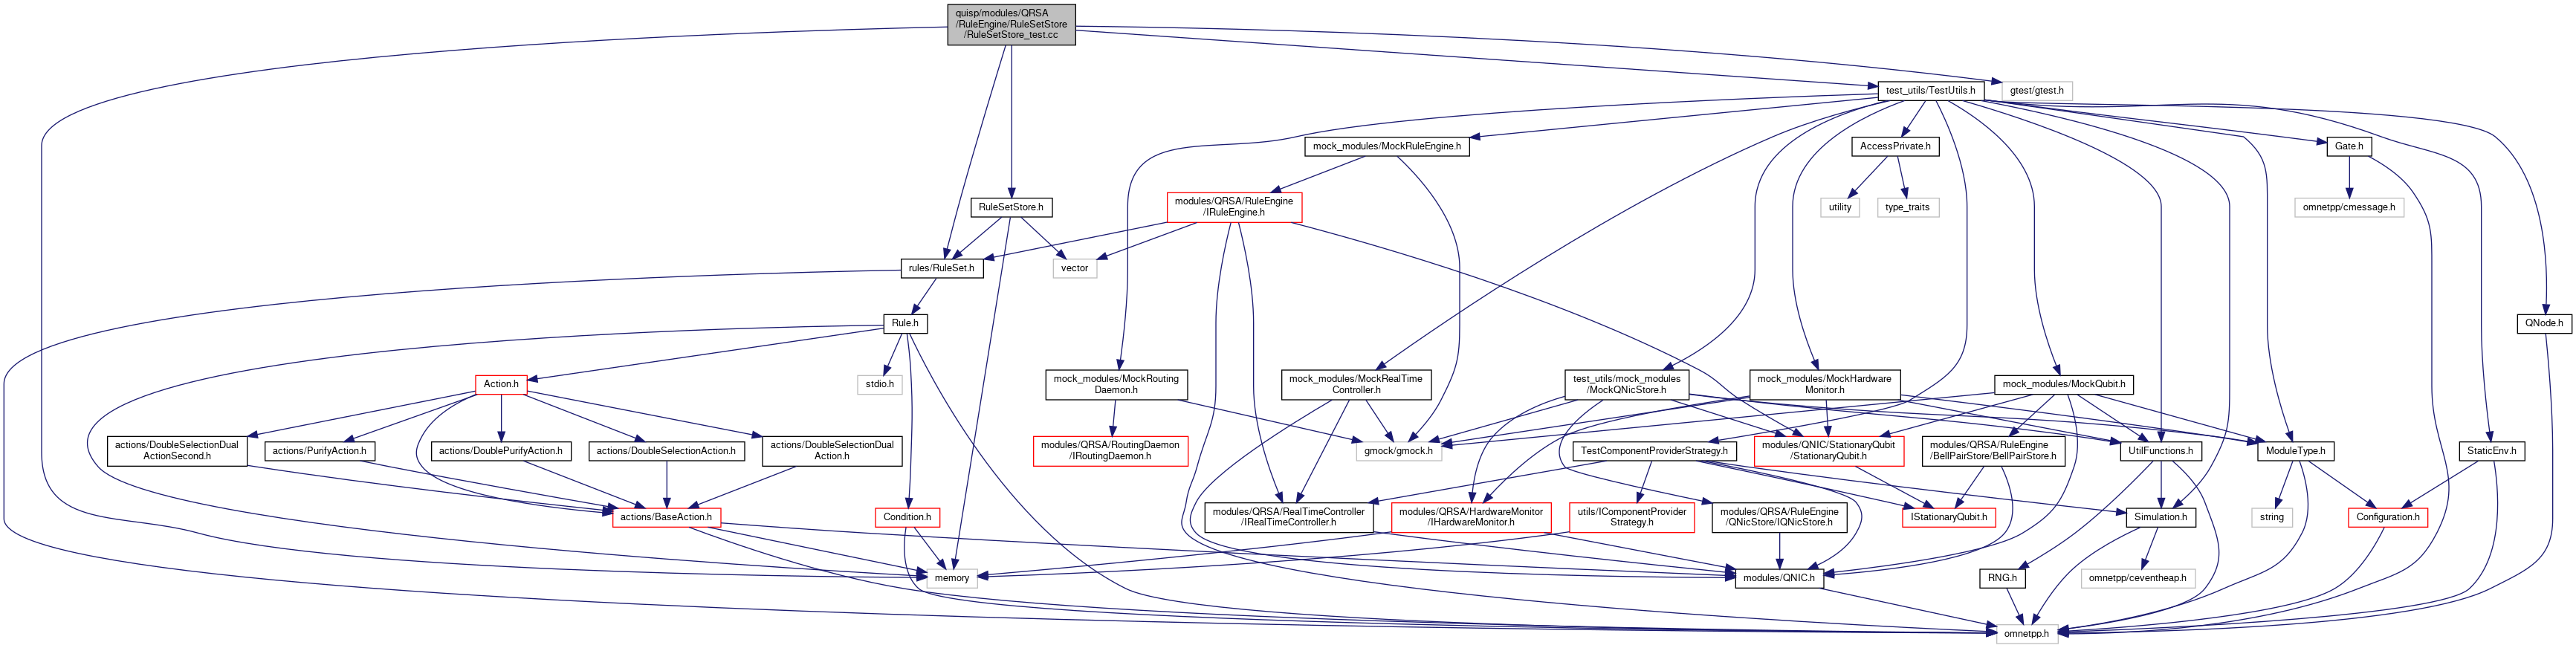 quisp/modules/QRSA
/RuleEngine/RuleSetStore
/RuleSetStore_test.cc
test_utils/TestUtils.h
gtest/gtest.h
mock_modules/MockRuleEngine.h
AccessPrivate.h
Gate.h
modules/QRSA/RuleEngine
/IRuleEngine.h
RuleSetStore.h
utility
type_traits
omnetpp/cmessage.h
rules/RuleSet.h
vector
Rule.h
QNode.h
Action.h
stdio.h
mock_modules/MockRouting
Daemon.h
mock_modules/MockRealTime
Controller.h
test_utils/mock_modules
/MockQNicStore.h
mock_modules/MockHardware
Monitor.h
mock_modules/MockQubit.h
actions/DoubleSelectionDual
ActionSecond.h
actions/PurifyAction.h
actions/DoublePurifyAction.h
actions/DoubleSelectionAction.h
actions/DoubleSelectionDual
Action.h
modules/QRSA/RoutingDaemon
/IRoutingDaemon.h
gmock/gmock.h
TestComponentProviderStrategy.h
modules/QNIC/StationaryQubit
/StationaryQubit.h
modules/QRSA/RuleEngine
/BellPairStore/BellPairStore.h
UtilFunctions.h
ModuleType.h
StaticEnv.h
actions/BaseAction.h
Condition.h
modules/QRSA/RealTimeController
/IRealTimeController.h
modules/QRSA/HardwareMonitor
/IHardwareMonitor.h
utils/IComponentProvider
Strategy.h
modules/QRSA/RuleEngine
/QNicStore/IQNicStore.h
IStationaryQubit.h
Simulation.h
string
Configuration.h
memory
modules/QNIC.h
RNG.h
omnetpp/ceventheap.h
omnetpp.h